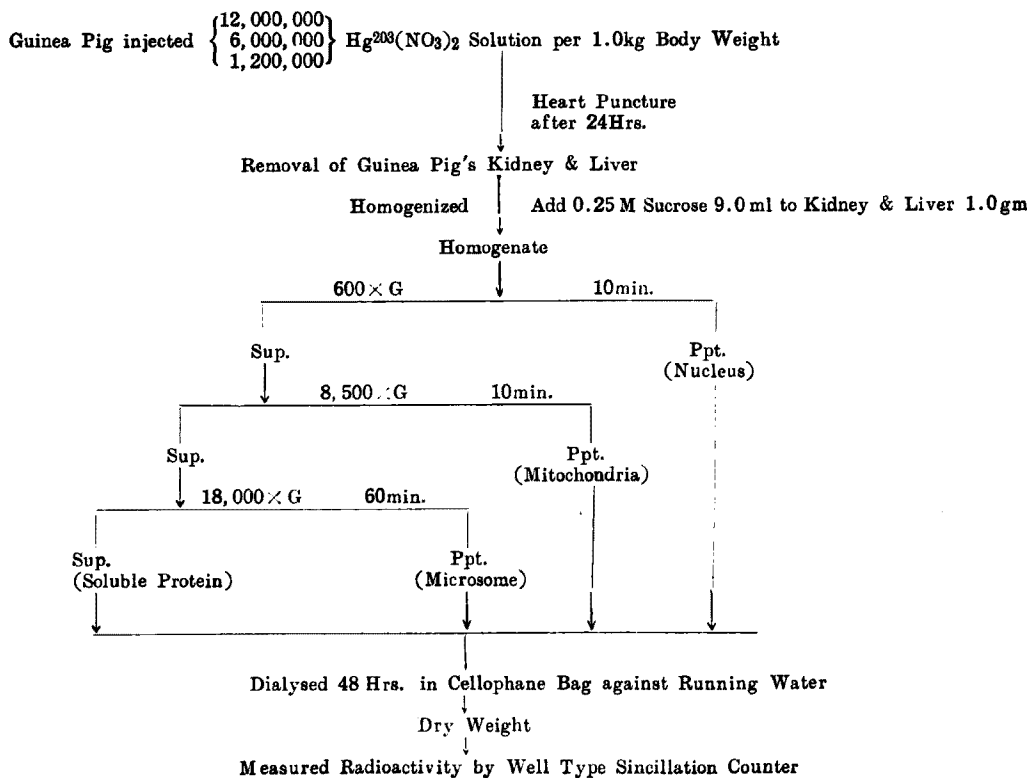 12,000,000
Guinea Pig injected { 6,000,000 } Hg²⁰³(NO₃)₂ Solution per 1.0kg Body Weight
1,200,000
Heart Puncture
after 24Hrs.
Removal of Guinea Pig's Kidney & Liver
Homogenized Add 0.25 M Sucrose 9.0 ml to Kidney & Liver 1.0gm
Homogenate
600 × G 10min.
Sup.
Ppt.
(Nucleus)
8,500 × G 10min.
Sup.
Ppt.
(Mitochondria)
18,000 × G 60min.
Sup.
(Soluble Protein)
Ppt.
(Microsome)
Dialysed 48 Hrs. in Cellophane Bag against Running Water
Dry Weight
Measured Radioactivity by Well Type Sincillation Counter